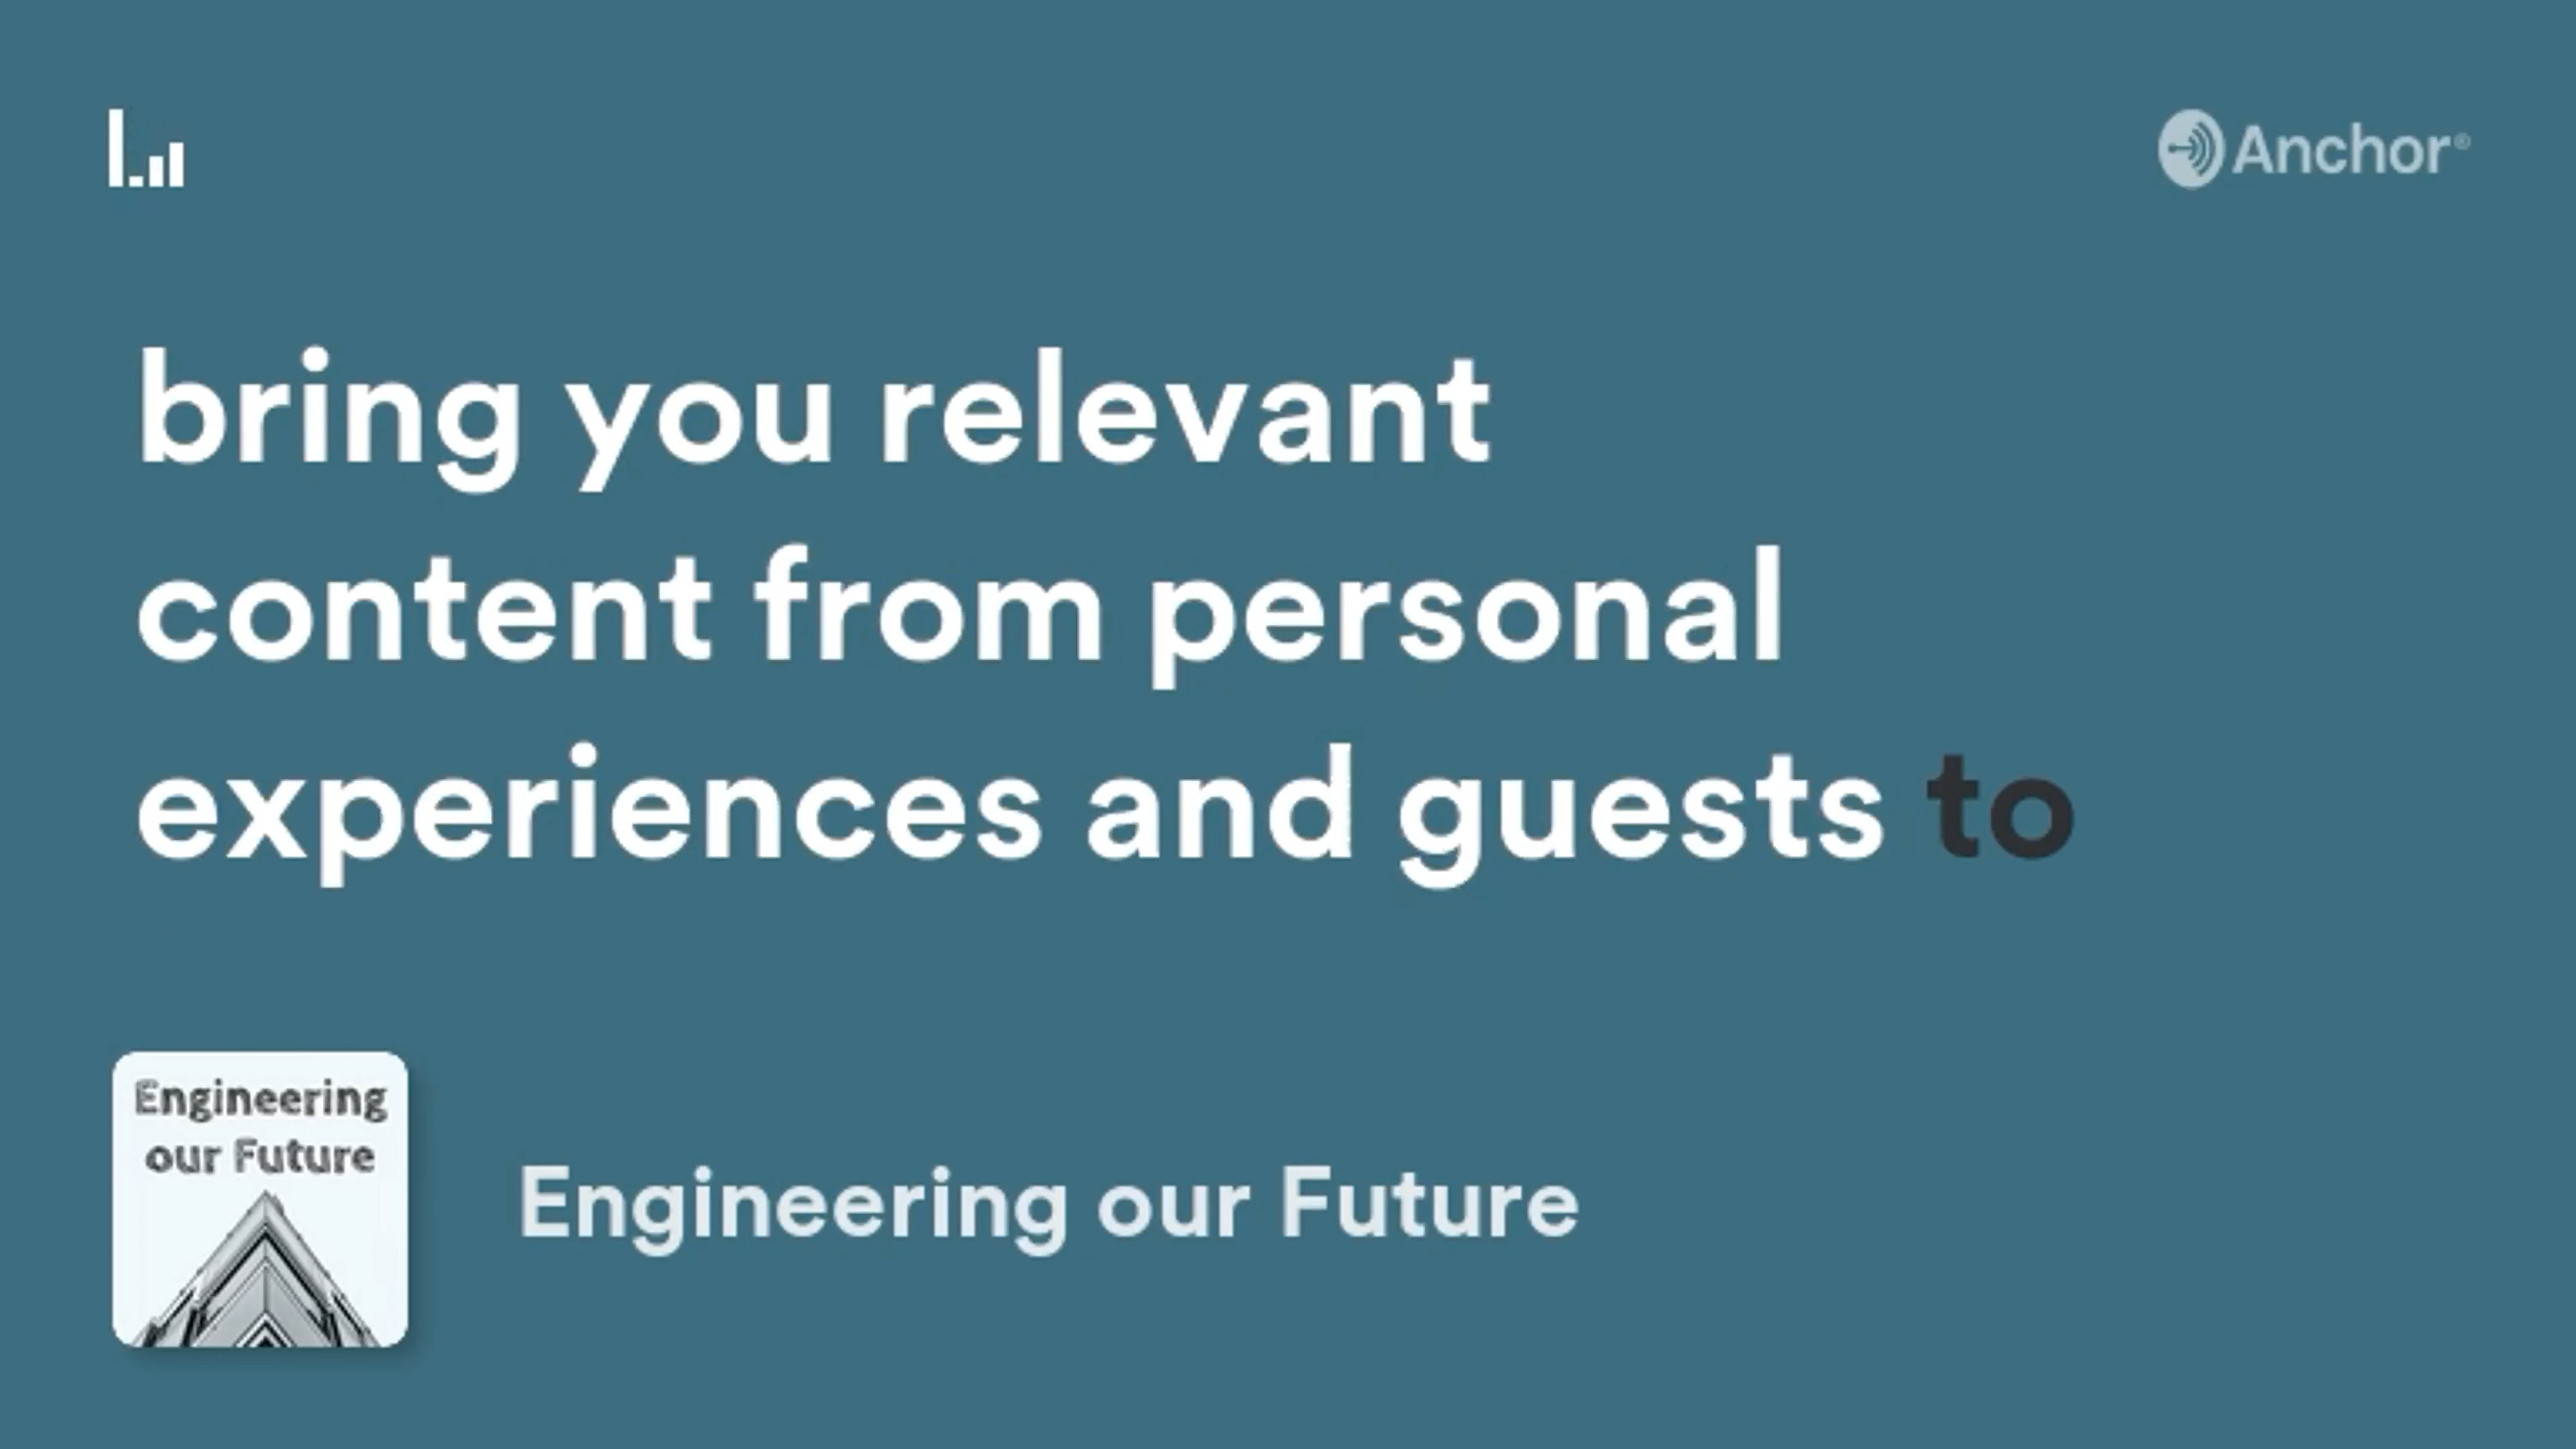 Anchor®
bring you relevant
content from personal
experiences and guests to
Engineering
our Future
Engineering our Future